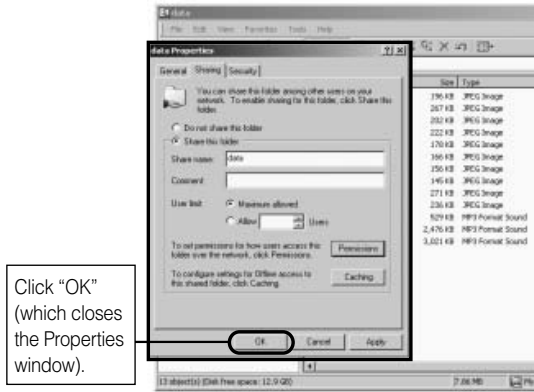 data
File Edit View Favorites Tools Help
data Properties
General Sharing Security
You can share this folder among other users on your
network. To enable sharing for this folder, click Share this
folder.
Do not share this folder
Share this folder
Share name: data
Comment:
User limit: Maximum allowed
Allow Users
To set permissions for how users access this
folder over the network, click Permissions.
Permissions
To configure settings for Offline access to
this shared folder, click Caching.
Caching
OK Cancel Apply
Size Type
196 KB JPEG Image
267 KB JPEG Image
202 KB JPEG Image
222 KB JPEG Image
170 KB JPEG Image
166 KB JPEG Image
156 KB JPEG Image
145 KB JPEG Image
271 KB JPEG Image
236 KB JPEG Image
929 KB MP3 Format Sound
2,476 KB MP3 Format Sound
3,021 KB MP3 Format Sound
13 object(s) (Disk free space: 12.9 GB) 7.86 MB My
Click “OK”
(which closes
the Properties
window).